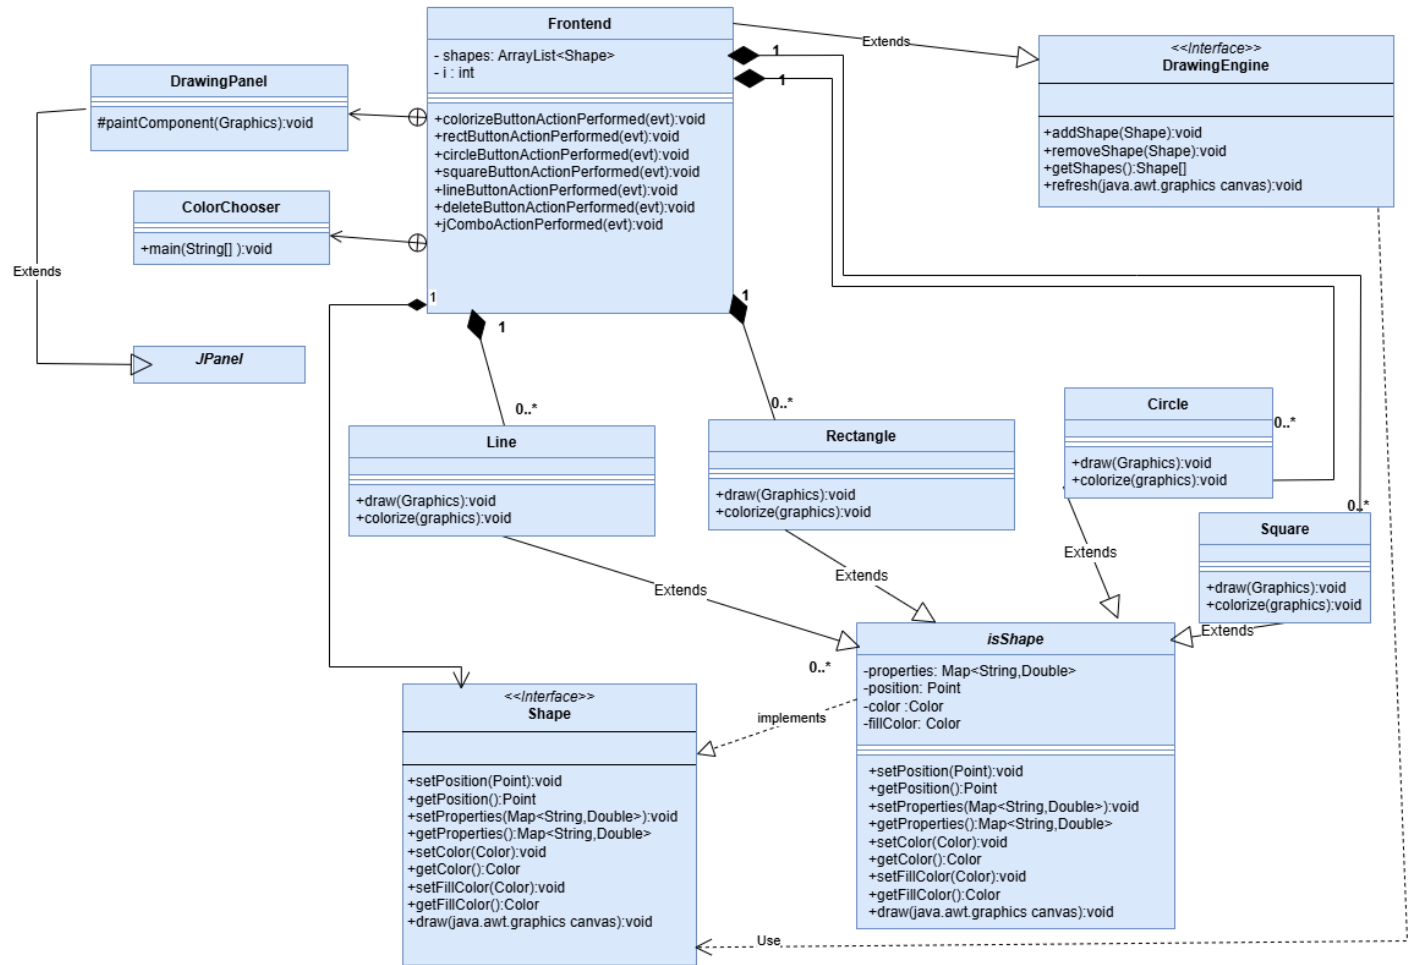 Frontend
- shapes: ArrayList<Shape>
- i : int
+colorizeButtonActionPerformed(evt):void
+rectButtonActionPerformed(evt):void
+circleButtonActionPerformed(evt):void
+squareButtonActionPerformed(evt):void
+lineButtonActionPerformed(evt):void
+deleteButtonActionPerformed(evt):void
+jComboActionPerformed(evt):void
1
1
1
1
1
Extends
<<Interface>>
DrawingEngine
+addShape(Shape):void
+removeShape(Shape):void
+getShapes():Shape[]
+refresh(java.awt.graphics canvas):void
DrawingPanel
#paintComponent(Graphics):void
ColorChooser
+main(String[] ):void
Extends
JPanel
0..*
Line
+draw(Graphics):void
+colorize(graphics):void
0..*
Rectangle
+draw(Graphics):void
+colorize(graphics):void
Circle
0..*
+draw(Graphics):void
+colorize(graphics):void
0..*
Square
+draw(Graphics):void
+colorize(graphics):void
Extends
Extends
Extends
Extends
0..*
isShape
-properties: Map<String,Double>
-position: Point
-color :Color
-fillColor: Color
+setPosition(Point):void
+getPosition():Point
+setProperties(Map<String,Double>):void
+getProperties():Map<String,Double>
+setColor(Color):void
+getColor():Color
+setFillColor(Color):void
+getFillColor():Color
+draw(java.awt.graphics canvas):void
implements
<<Interface>>
Shape
+setPosition(Point):void
+getPosition():Point
+setProperties(Map<String,Double>):void
+getProperties():Map<String,Double>
+setColor(Color):void
+getColor():Color
+setFillColor(Color):void
+getFillColor():Color
+draw(java.awt.graphics canvas):void
Use